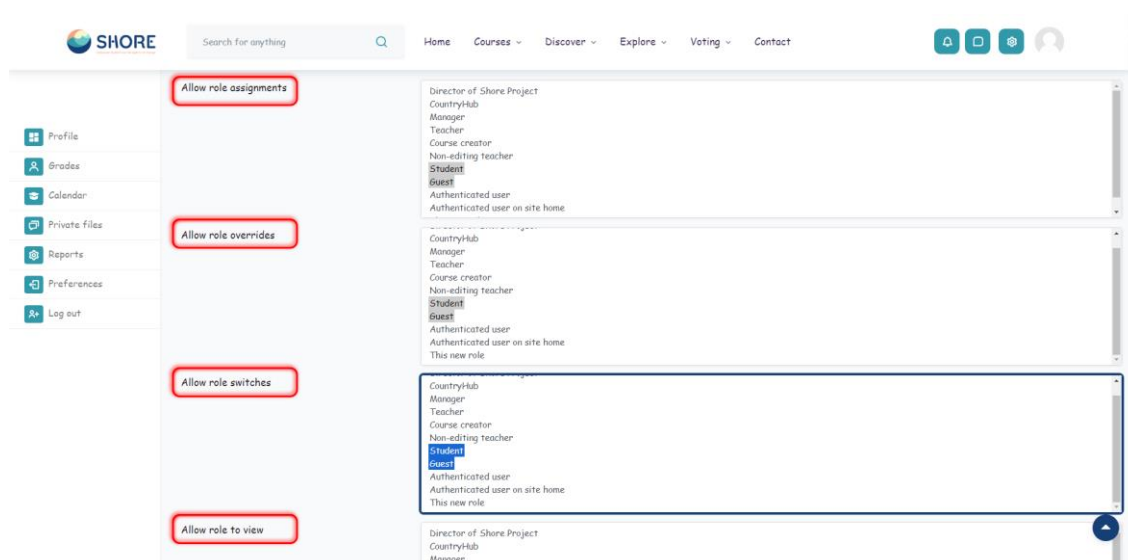 SHORE
Search for anything
Home Courses Discover Explore Voting Contact
Profile
Grades
Calendar
Private files
Reports
Preferences
Log out
Allow role assignments
Director of Shore Project
CountryHub
Manager
Teacher
Course creator
Non-editing teacher
Student
Guest
Authenticated user
Authenticated user on site home
Allow role overrides
CountryHub
Manager
Teacher
Course creator
Non-editing teacher
Student
Guest
Authenticated user
Authenticated user on site home
This new role
Allow role switches
CountryHub
Manager
Teacher
Course creator
Non-editing teacher
Student
Guest
Authenticated user
Authenticated user on site home
This new role
Allow role to view
Director of Shore Project
CountryHub
Manager